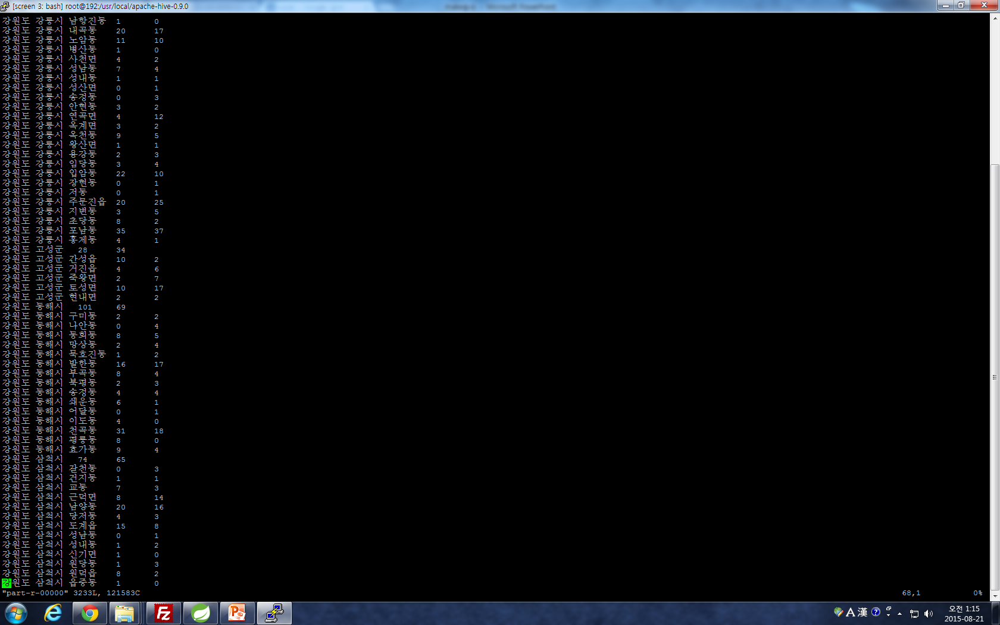 [screen 3: bash] root@192:/usr/local/apache-hive-0.9.0
강원도 강릉시 남항진동 1 0
강원도 강릉시 내곡동 20 17
강원도 강릉시 노암동 11 10
강원도 강릉시 병산동 1 0
강원도 강릉시 사천면 4 2
강원도 강릉시 성남동 7 4
강원도 강릉시 성내동 1 1
강원도 강릉시 성산면 0 1
강원도 강릉시 송정동 0 3
강원도 강릉시 안현동 3 2
강원도 강릉시 연곡면 4 12
강원도 강릉시 옥계면 3 2
강원도 강릉시 옥천동 9 5
강원도 강릉시 왕산면 1 1
강원도 강릉시 용강동 2 3
강원도 강릉시 임당동 3 4
강원도 강릉시 입암동 22 10
강원도 강릉시 장현동 0 1
강원도 강릉시 저동 0 1
강원도 강릉시 주문진읍 20 25
강원도 강릉시 지변동 3 5
강원도 강릉시 초당동 8 2
강원도 강릉시 포남동 35 37
강원도 강릉시 홍제동 4 1
강원도 고성군 28 34
강원도 고성군 간성읍 10 2
강원도 고성군 거진읍 4 6
강원도 고성군 죽왕면 2 7
강원도 고성군 토성면 10 17
강원도 고성군 현내면 2 2
강원도 동해시 101 69
강원도 동해시 구미동 2 2
강원도 동해시 나안동 0 4
강원도 동해시 동회동 8 5
강원도 동해시 망상동 2 4
강원도 동해시 묵호진동 1 2
강원도 동해시 발한동 16 17
강원도 동해시 부곡동 8 4
강원도 동해시 북평동 2 3
강원도 동해시 송정동 4 4
강원도 동해시 쇄운동 6 1
강원도 동해시 어달동 0 1
강원도 동해시 이도동 4 0
강원도 동해시 천곡동 31 18
강원도 동해시 평릉동 8 0
강원도 동해시 효가동 9 4
강원도 삼척시 74 65
강원도 삼척시 갈천동 0 3
강원도 삼척시 건지동 1 1
강원도 삼척시 교동 7 3
강원도 삼척시 근덕면 8 14
강원도 삼척시 남양동 20 16
강원도 삼척시 당저동 4 3
강원도 삼척시 도계읍 15 8
강원도 삼척시 성남동 0 1
강원도 삼척시 성내동 1 2
강원도 삼척시 신기면 1 0
강원도 삼척시 원당동 1 3
강원도 삼척시 원덕읍 8 2
강원도 삼척시 읍중동 1 0
"part-r-00000" 3233L, 121583C 68,1 0%
A 漢 오전 1:15
2015-08-21